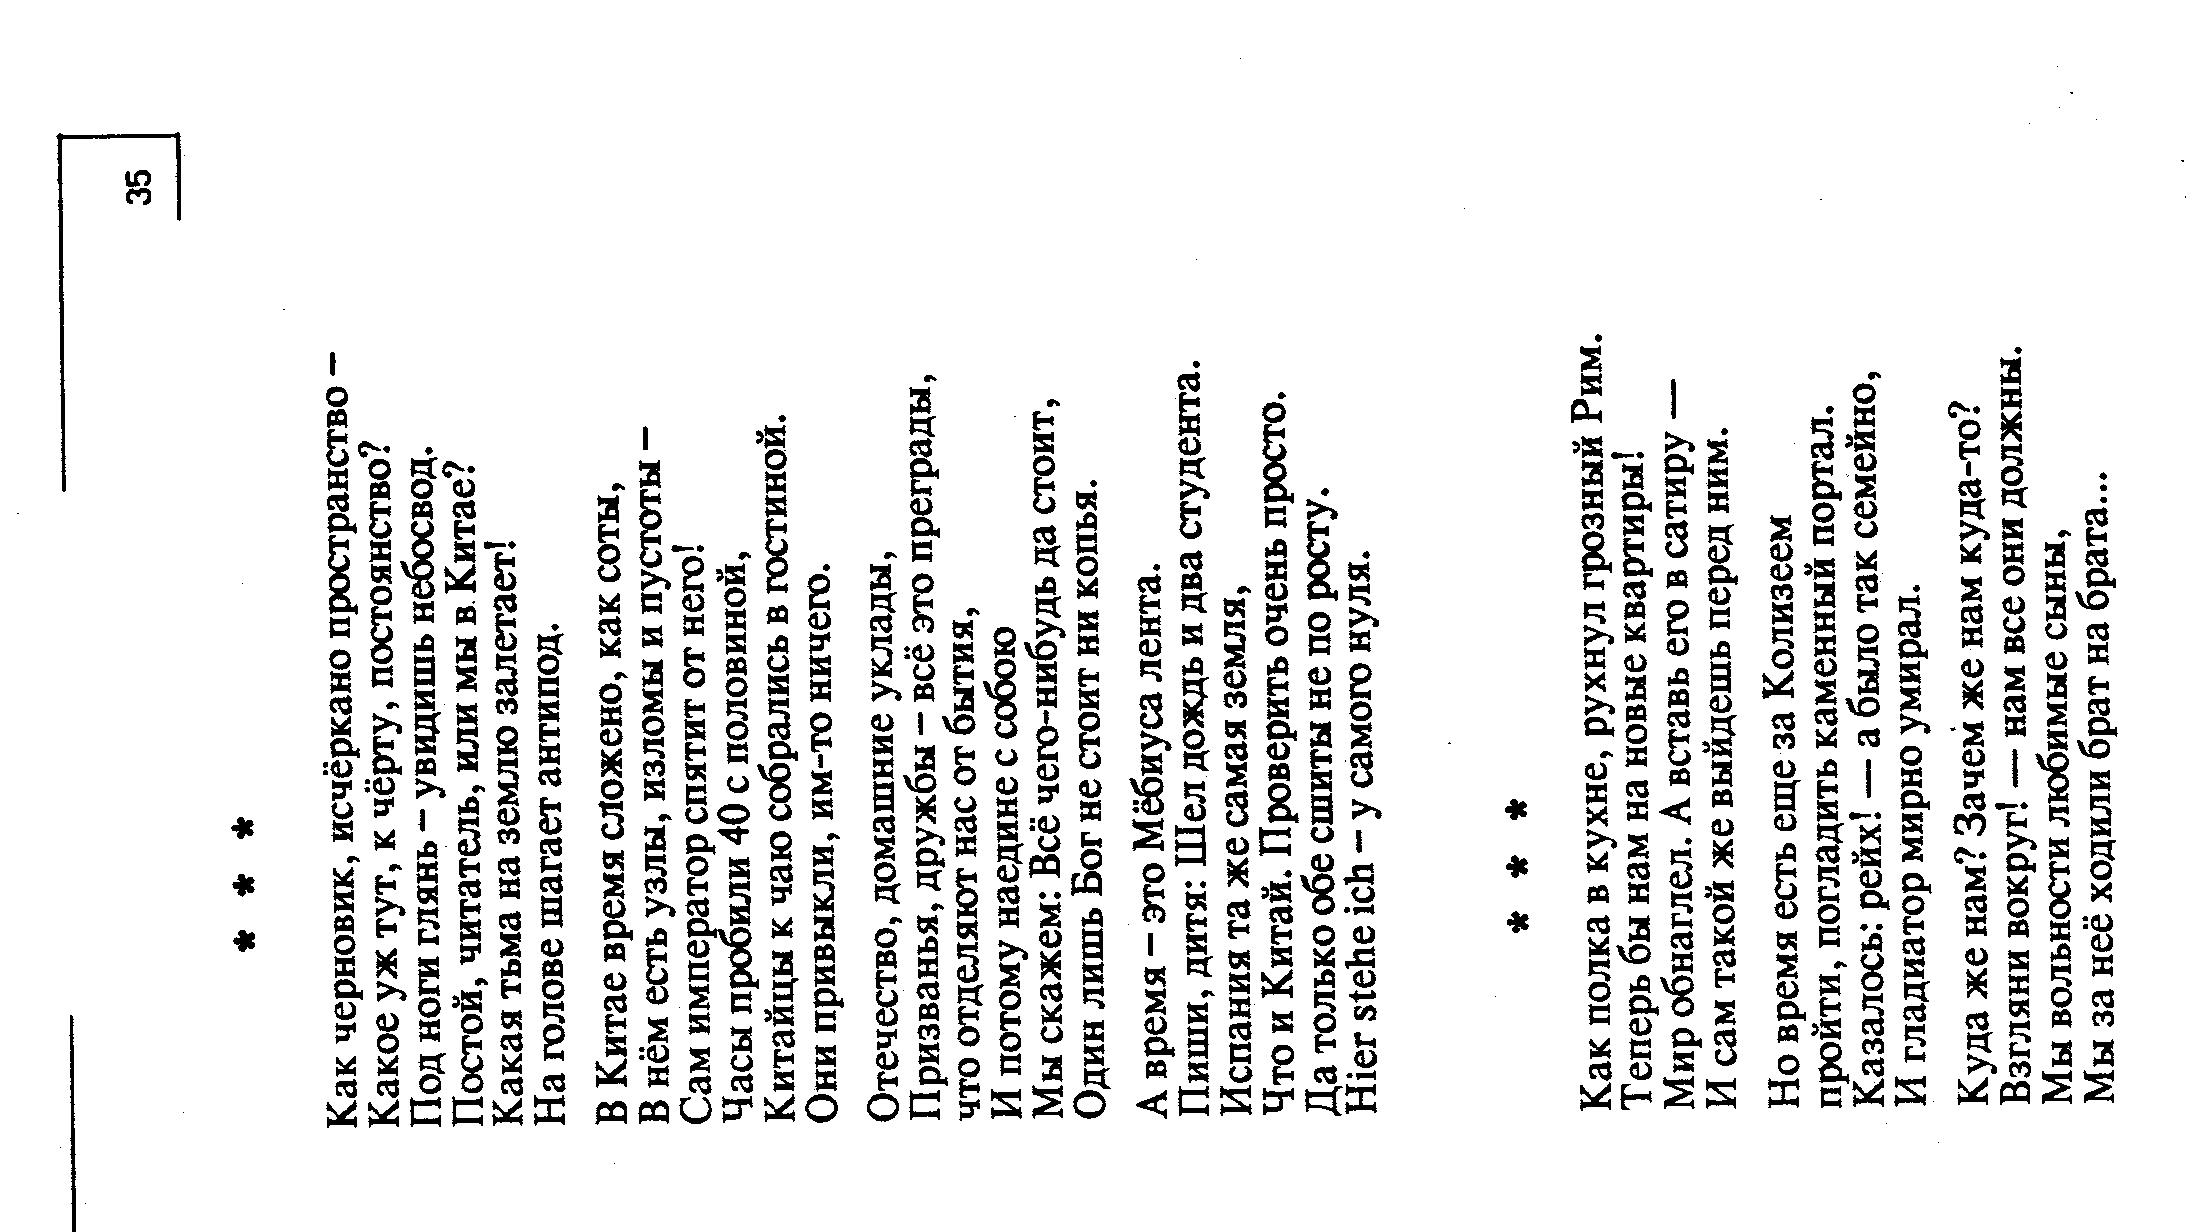 35
* * *
Как черновик, исчёркано пространство –
Какое уж тут, к чёрту, постоянство?
Под ноги глянь – увидишь небосвод.
Постой, читатель, или мы в Китае?
Какая тьма на землю залетает!
На голове шагает антипод.
В Китае время сложено, как соты,
В нём есть узлы, изломы и пустоты –
Сам император спятит от него!
Часы пробили 40 с половиной,
Китайцы к чаю собрались в гостиной.
Они привыкли, им-то ничего.
Отечество, домашние уклады,
Призванья, дружбы – всё это преграды,
что отделяют нас от бытия,
И потому наедине с собою
Мы скажем: Всё чего-нибудь да стоит,
Один лишь Бог не стоит ни копья.
А время – это Мёбиуса лента.
Пиши, дитя: Шел дождь и два студента.
Испания та же самая земля,
Что и Китай. Проверить очень просто.
Да только обе сшиты не по росту.
Hier stehe ich – у самого нуля.
* * *
Как полка в кухне, рухнул грозный Рим.
Теперь бы нам на новые квартиры!
Мир обнаглел. А вставь его в сатиру —
И сам такой же выйдешь перед ним.
Но время есть еще за Колизеем
пройти, погладить каменный портал.
Казалось: рейх! — а было так семейно,
И гладиатор мирно умирал.
Куда же нам? Зачем же нам куда-то?
Взгляни вокруг! — нам все они должны.
Мы вольности любимые сыны,
Мы за неё ходили брат на брата...